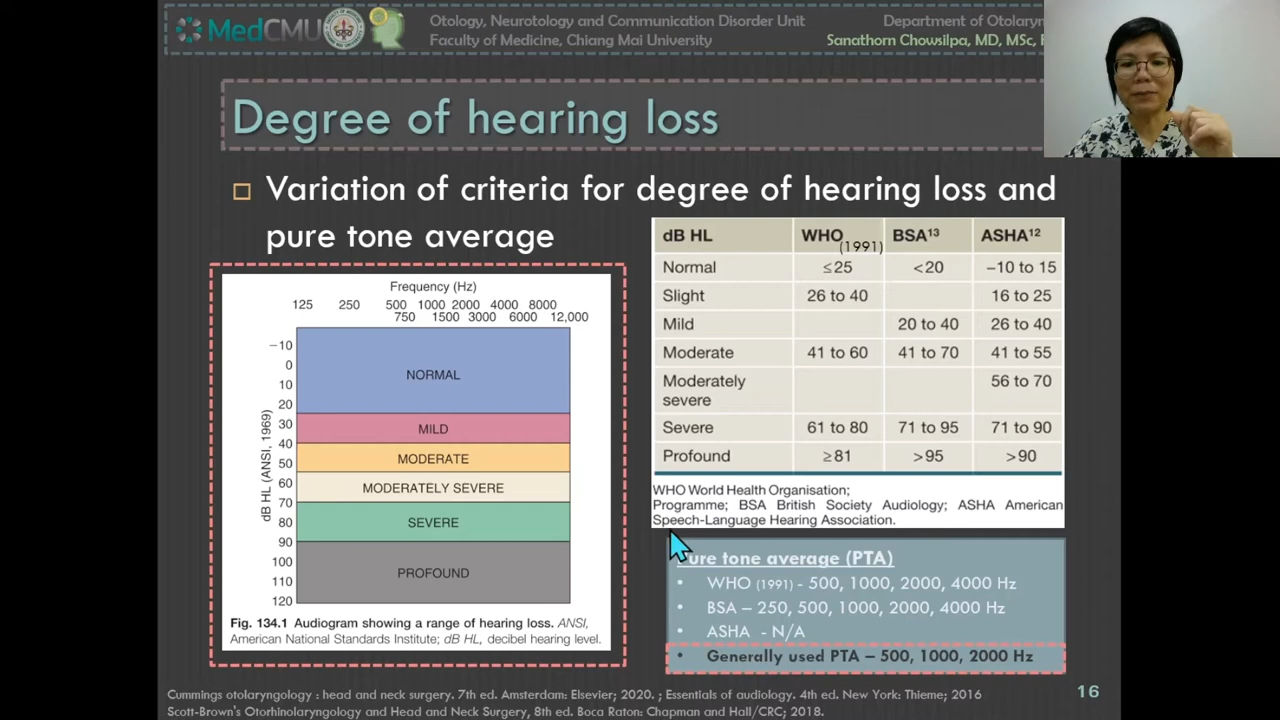 MedCMU
Otology, Neurotology and Communication Disorder Unit
Department of Otolaryn
Faculty of Medicine, Chiang Mai University
Sanathorn Chowsilpa, MD, MSc,
Degree of hearing loss
Variation of criteria for degree of hearing loss and
pure tone average
Frequency (Hz)
125 250 500 1000 2000 4000 8000
750 1500 3000 6000 12,000
dB HL (ANSI, 1969)
−10
0
10
20
30
40
50
60
70
80
90
100
110
120
NORMAL
MILD
MODERATE
MODERATELY SEVERE
SEVERE
PROFOUND
Fig. 134.1 Audiogram showing a range of hearing loss. ANSI,
American National Standards Institute; dB HL, decibel hearing level.
dB HL WHO (1991) BSA13 ASHA12
Normal ≤25 <20 −10 to 15
Slight 26 to 40 16 to 25
Mild 20 to 40 26 to 40
Moderate 41 to 60 41 to 70 41 to 55
Moderately
severe 56 to 70
Severe 61 to 80 71 to 95 71 to 90
Profound ≥81 >95 >90
WHO World Health Organisation;
Programme; BSA British Society Audiology; ASHA American
Speech-Language Hearing Association.
Pure tone average (PTA)
• WHO (1991) - 500, 1000, 2000, 4000 Hz
• BSA – 250, 500, 1000, 2000, 4000 Hz
• ASHA - N/A
• Generally used PTA – 500, 1000, 2000 Hz
Cummings otolaryngology : head and neck surgery. 7th ed. Amsterdam: Elsevier; 2020. ; Essentials of audiology. 4th ed. New York: Thieme; 2016
Scott-Brown's Otorhinolaryngology and Head and Neck Surgery, 8th ed. Boca Raton: Chapman and Hall/CRC; 2018.
16